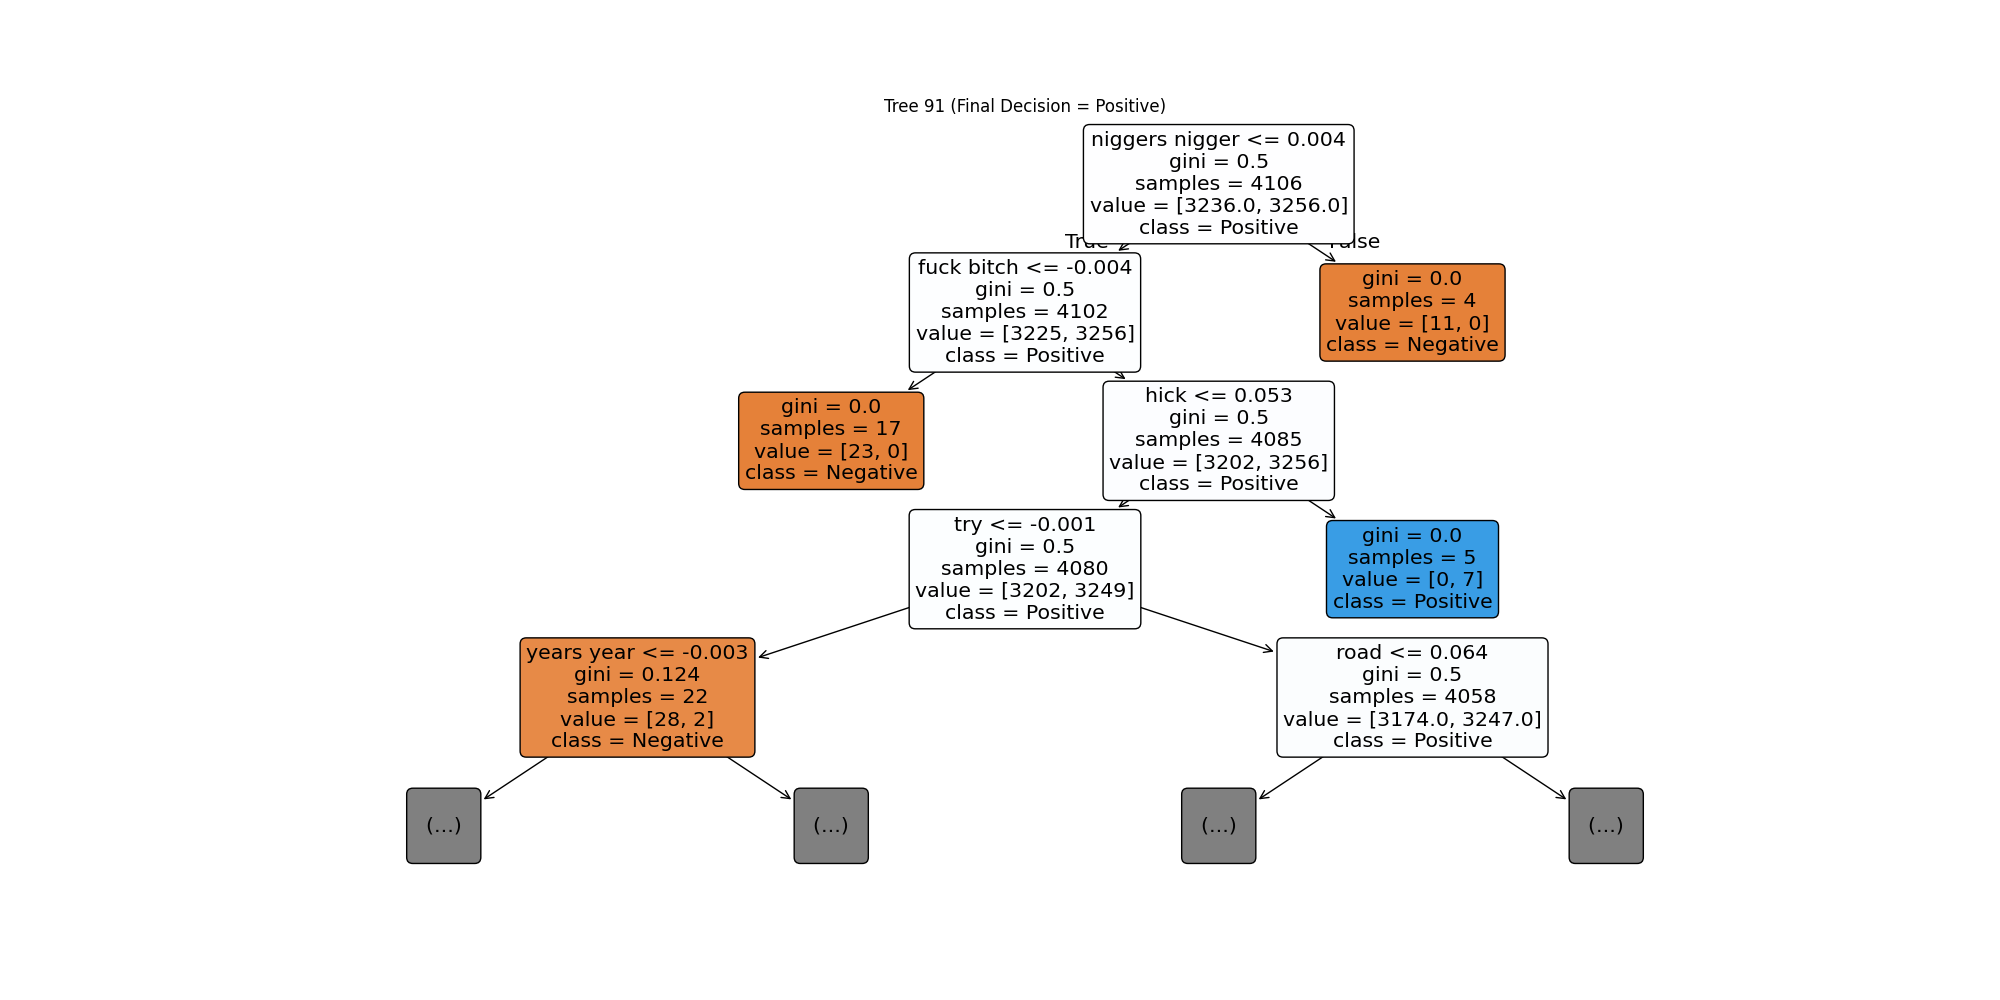 Tree 91 (Final Decision = Positive)
niggers nigger <= 0.004
gini = 0.5
samples = 4106
value = [3236.0, 3256.0]
class = Positive
True
False
fuck bitch <= -0.004
gini = 0.5
samples = 4102
value = [3225, 3256]
class = Positive
gini = 0.0
samples = 4
value = [11, 0]
class = Negative
gini = 0.0
samples = 17
value = [23, 0]
class = Negative
hick <= 0.053
gini = 0.5
samples = 4085
value = [3202, 3256]
class = Positive
try <= -0.001
gini = 0.5
samples = 4080
value = [3202, 3249]
class = Positive
gini = 0.0
samples = 5
value = [0, 7]
class = Positive
years year <= -0.003
gini = 0.124
samples = 22
value = [28, 2]
class = Negative
road <= 0.064
gini = 0.5
samples = 4058
value = [3174.0, 3247.0]
class = Positive
(...)
(...)
(...)
(...)